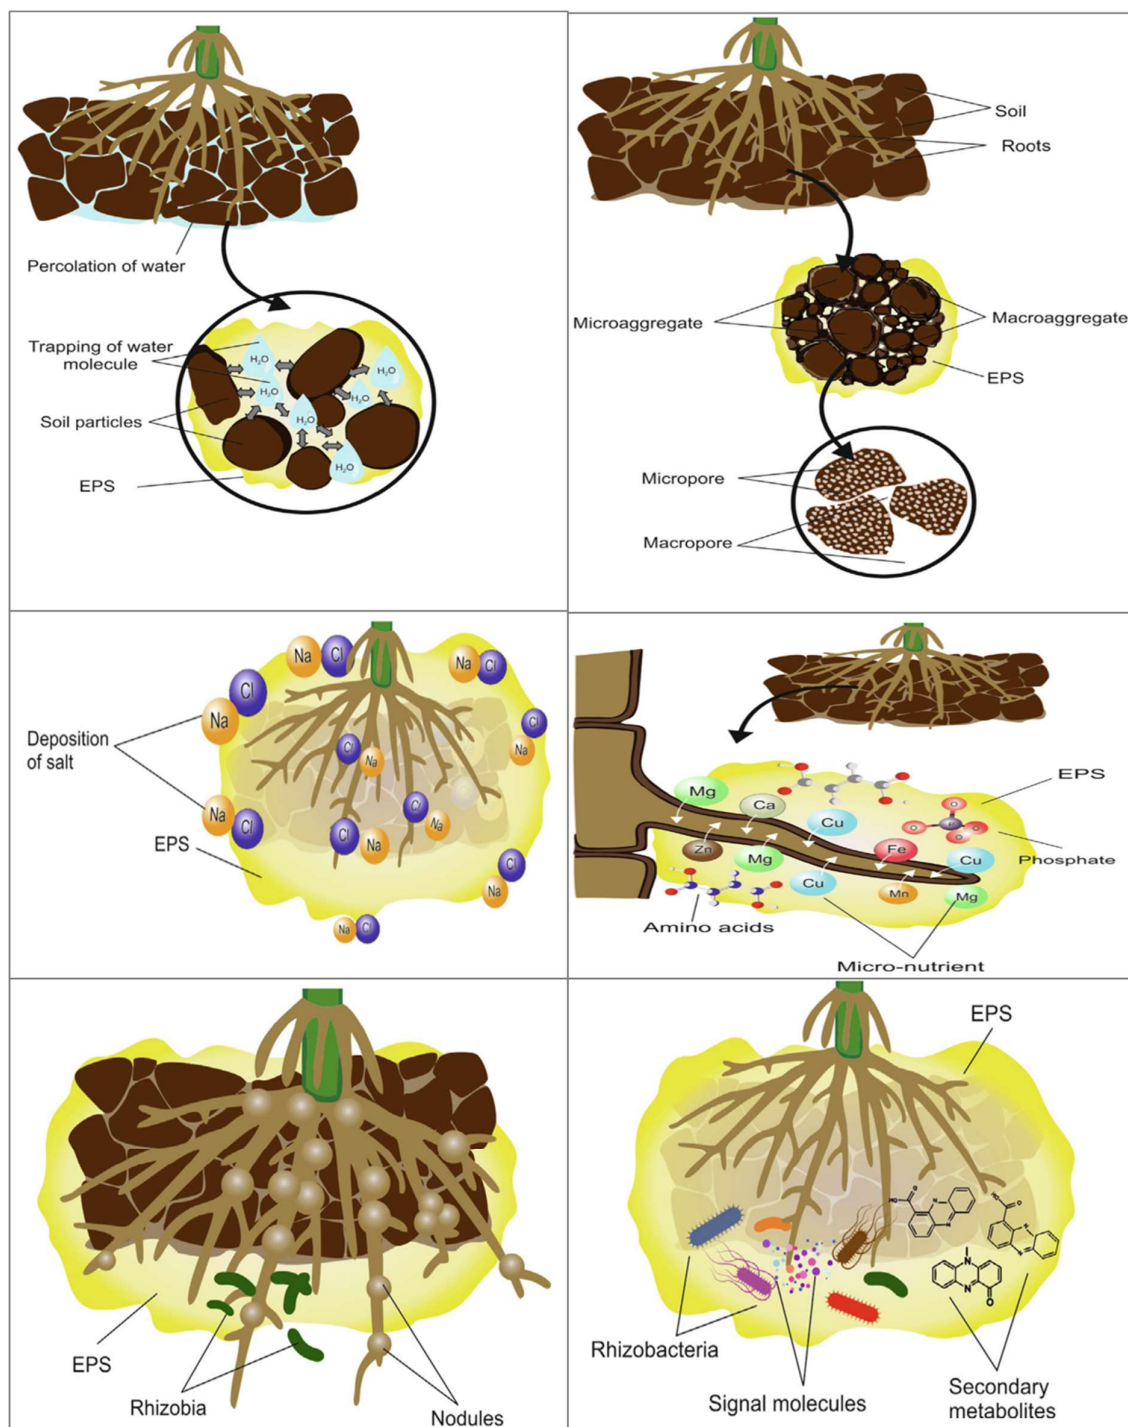 Percolation of water
Trapping of water
molecule
H₂O
H₂O
H₂O
H₂O
H₂O
H₂O
Soil particles
EPS
Soil
Roots
Microaggregate
Macroaggregate
EPS
Micropore
Macropore
Na
Cl
Na
Cl
Cl
Na
Cl
Na
Deposition
of salt
Cl
Na
Cl
Na
Na
Cl
Cl
Na
EPS
Cl
Na
Na
Cl
EPS
Mg
Ca
Cu
Phosphate
Zn
Mg
Fe
Cu
Cu
Mn
Mg
Amino acids
Micro-nutrient
EPS
Rhizobia
Nodules
EPS
HO
O
N
N
HO
O
N
N
N
N
O
Rhizobacteria
Signal molecules
Secondary
metabolites